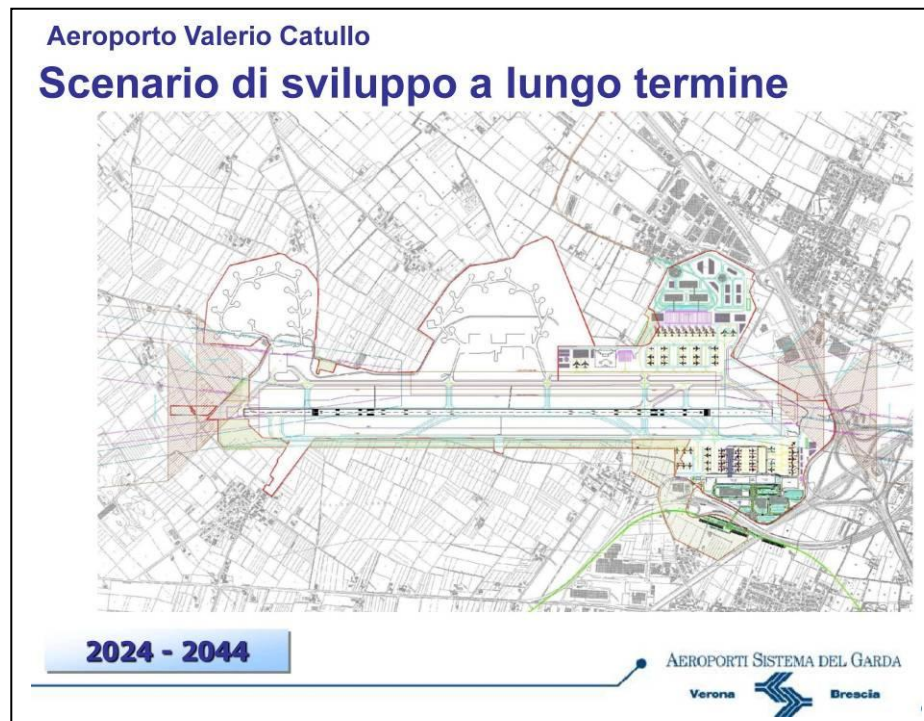 Aeroporto Valerio Catullo
Scenario di sviluppo a lungo termine
2024 - 2044
AEROPORTI SISTEMA DEL GARDA
Verona Brescia